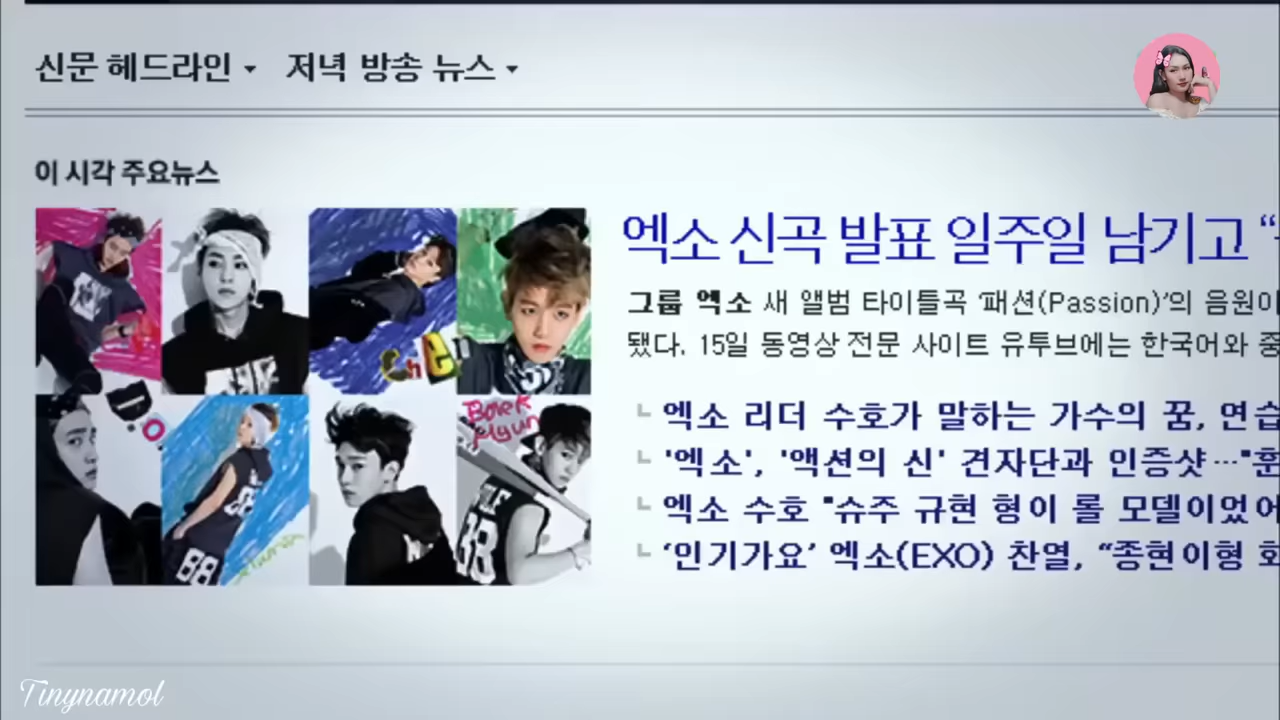 신문 헤드라인 저녁 방송 뉴스
이 시각 주요뉴스
엑소 신곡 발표 일주일 남기고 “
그룹 엑소 새 앨범 타이틀곡 '패션(Passion)'의 음원이
됐다. 15일 동영상 전문 사이트 유투브에는 한국어와 중
엑소 리더 수호가 말하는 가수의 꿈, 연습
'엑소', '액션의 신' 견자단과 인증샷…"훈
엑소 수호 "슈주 규현 형이 롤 모델이었어
‘인기가요’ 엑소(EXO) 찬열, “종현이형 회
Chen
BaekHyun
88
88
Tinynamol